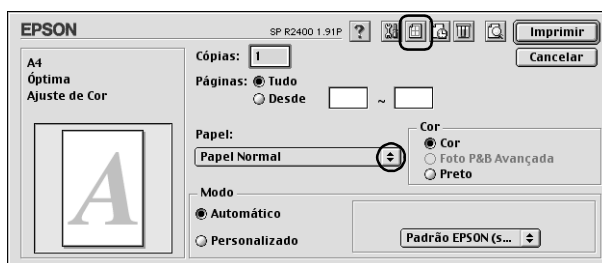 EPSON
SP R2400 1.91P
?
Imprimir
A4
Óptima
Ajuste de Cor
Cópias: 1
Cancelar
Páginas: Tudo
Desde ~
Papel:
Papel Normal
Cor
Cor
Foto P&B Avançada
Preto
A
Modo
Automático
Personalizado
Padrão EPSON (s...